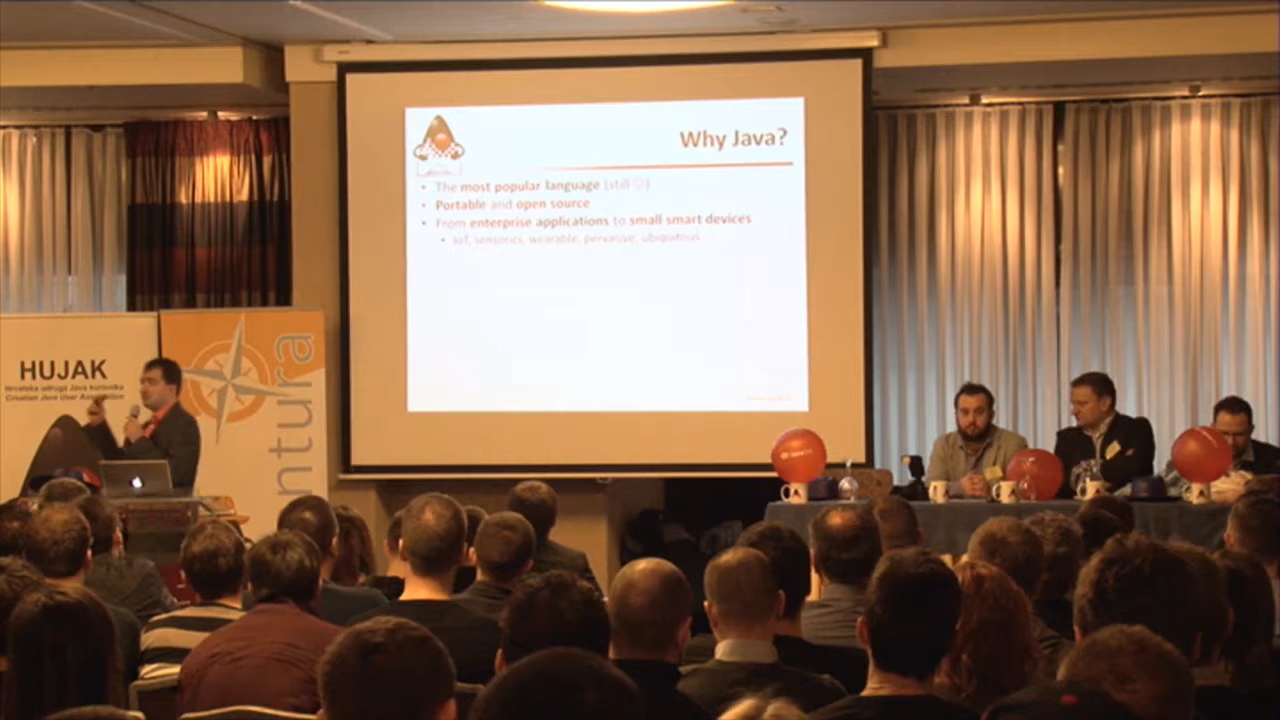 Why Java?
• The most popular language (still ☺)
• Portable and open source
• From enterprise applications to small smart devices
• IoT, sensorics, wearable, pervasive, ubiquitous
HUJAK
Hrvatska udruga Java korisnika
Croatian Java User Association
ntura